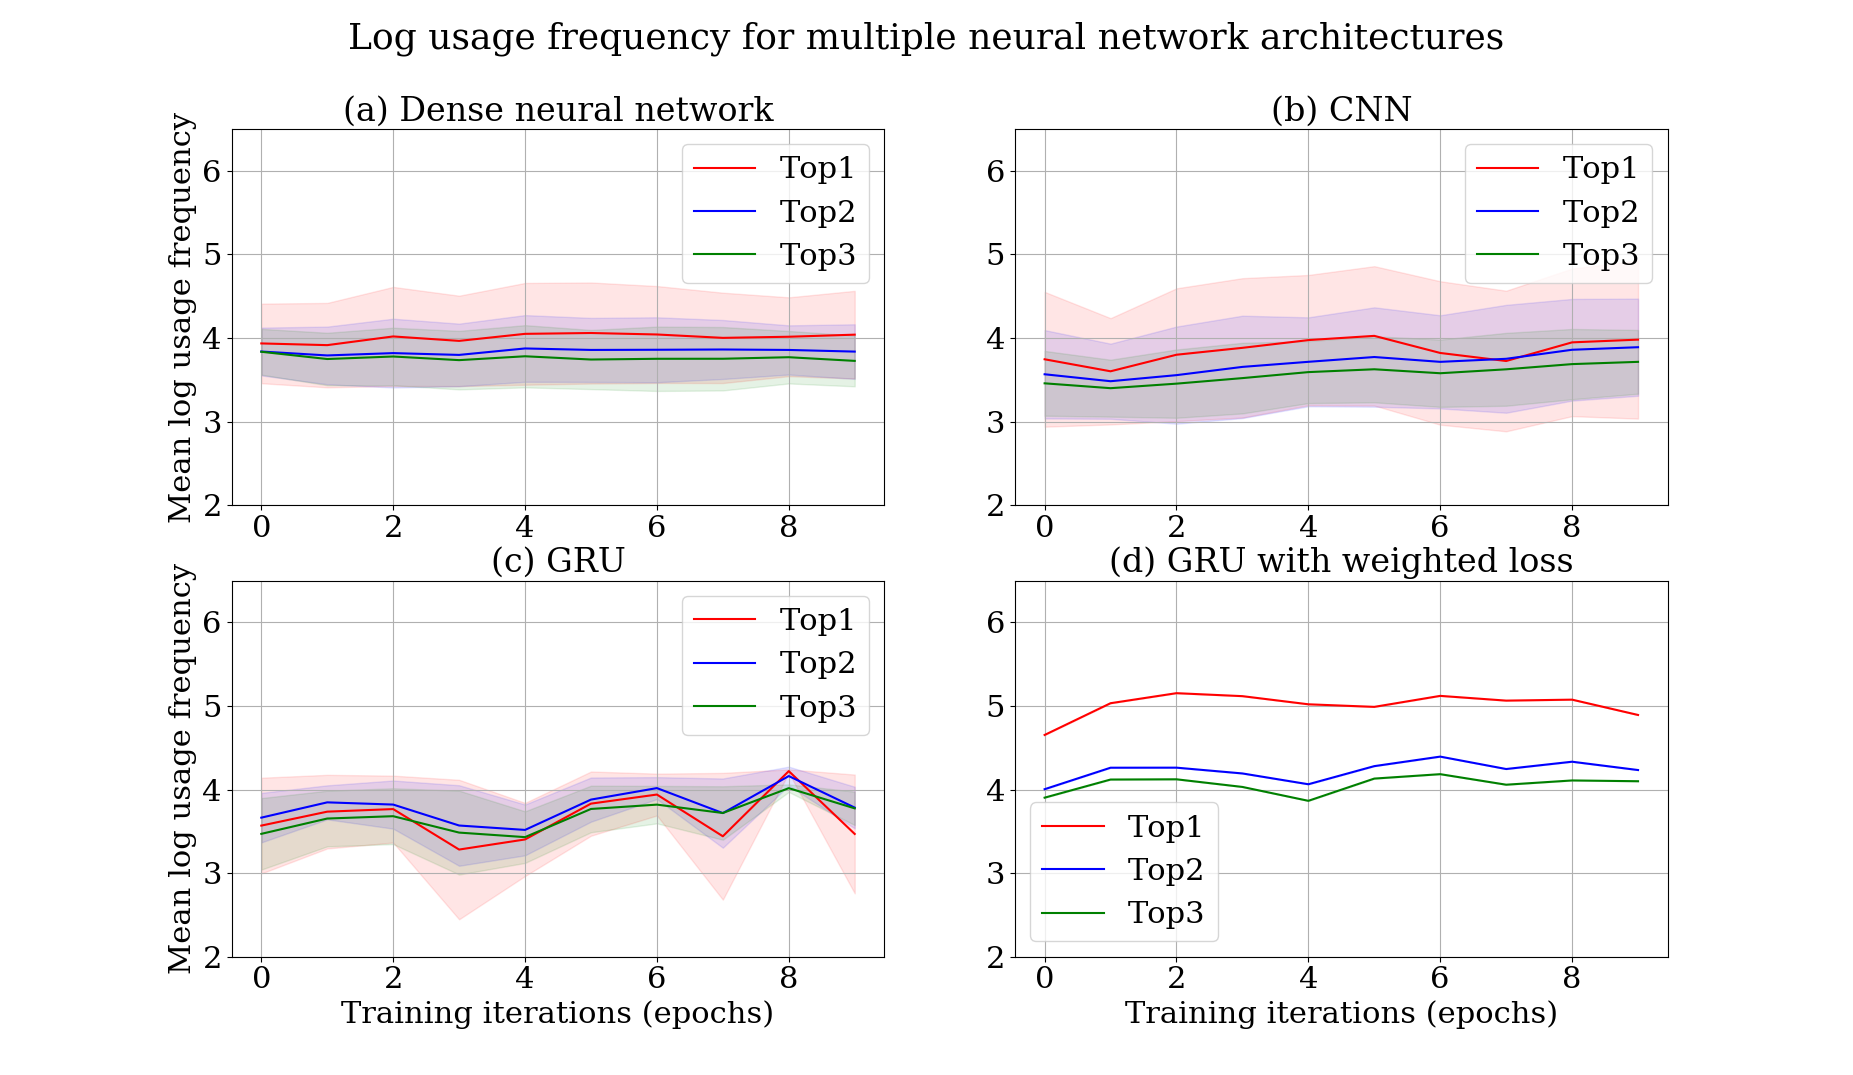 Log usage frequency for multiple neural network architectures
(a) Dense neural network
Mean log usage frequency
6
5
4
3
2
0 2 4 6 8
Top1
Top2
Top3
(b) CNN
6
5
4
3
2
0 2 4 6 8
Top1
Top2
Top3
(c) GRU
Mean log usage frequency
6
5
4
3
2
0 2 4 6 8
Training iterations (epochs)
Top1
Top2
Top3
(d) GRU with weighted loss
6
5
4
3
2
0 2 4 6 8
Training iterations (epochs)
Top1
Top2
Top3